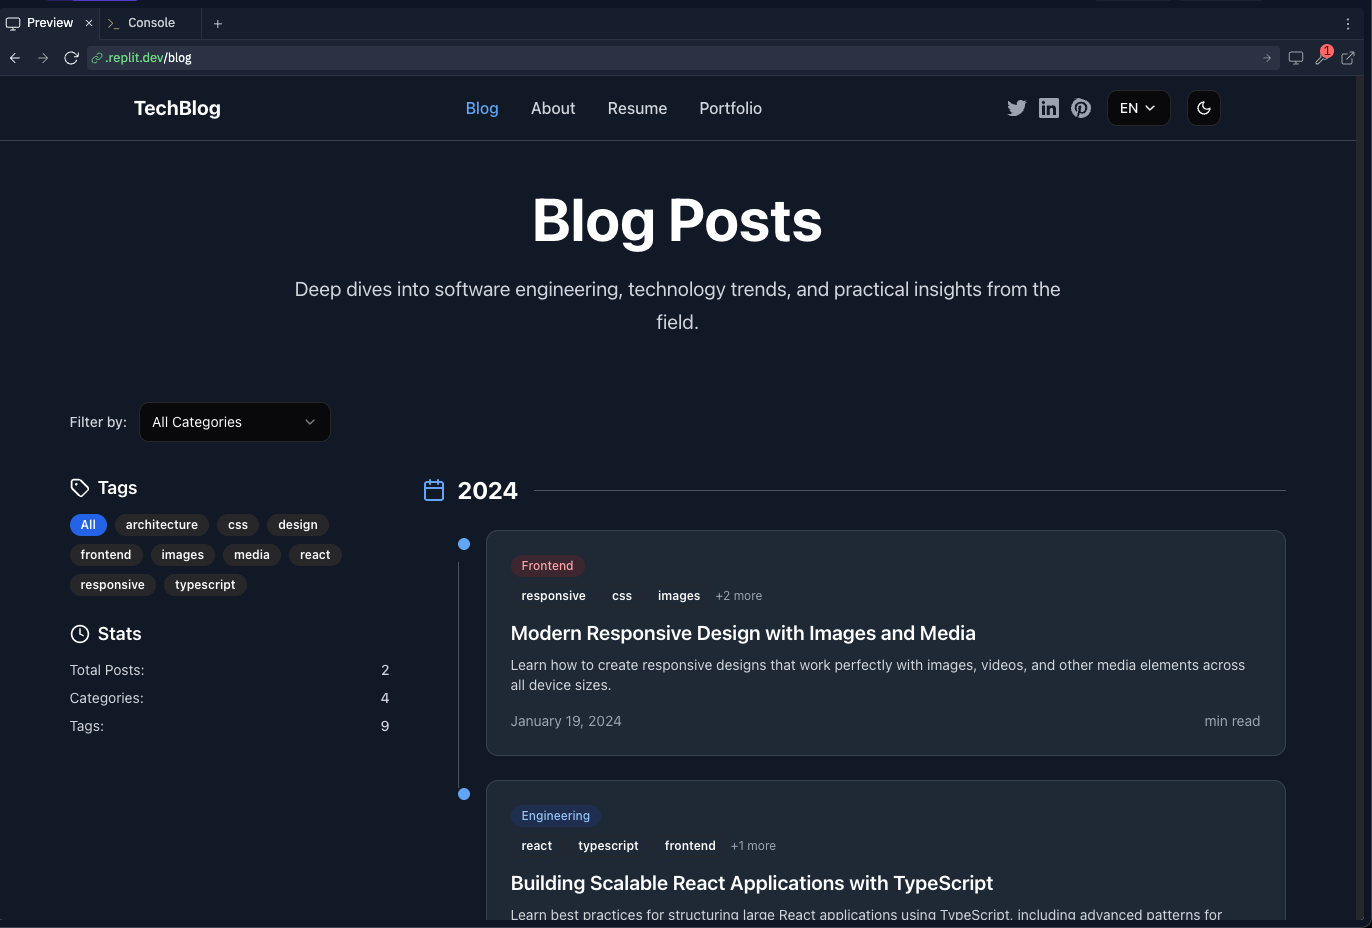 Preview
Console
1
.replit.dev/blog
TechBlog
Blog About Resume Portfolio
EN
Blog Posts
Deep dives into software engineering, technology trends, and practical insights from the
field.
Filter by: All Categories
Tags
All architecture css design
frontend images media react
responsive typescript
Stats
Total Posts: 2
Categories: 4
Tags: 9
2024
Frontend
responsive css images +2 more
Modern Responsive Design with Images and Media
Learn how to create responsive designs that work perfectly with images, videos, and other media elements across
all device sizes.
January 19, 2024 min read
Engineering
react typescript frontend +1 more
Building Scalable React Applications with TypeScript
Learn best practices for structuring large React applications using TypeScript, including advanced patterns for